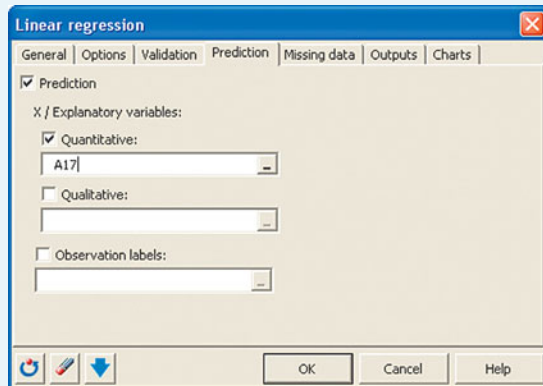 Linear regression
General Options Validation Prediction Missing data Outputs Charts
Prediction
X / Explanatory variables:
Quantitative:
A17
...
Qualitative:
...
Observation labels:
...
OK Cancel Help